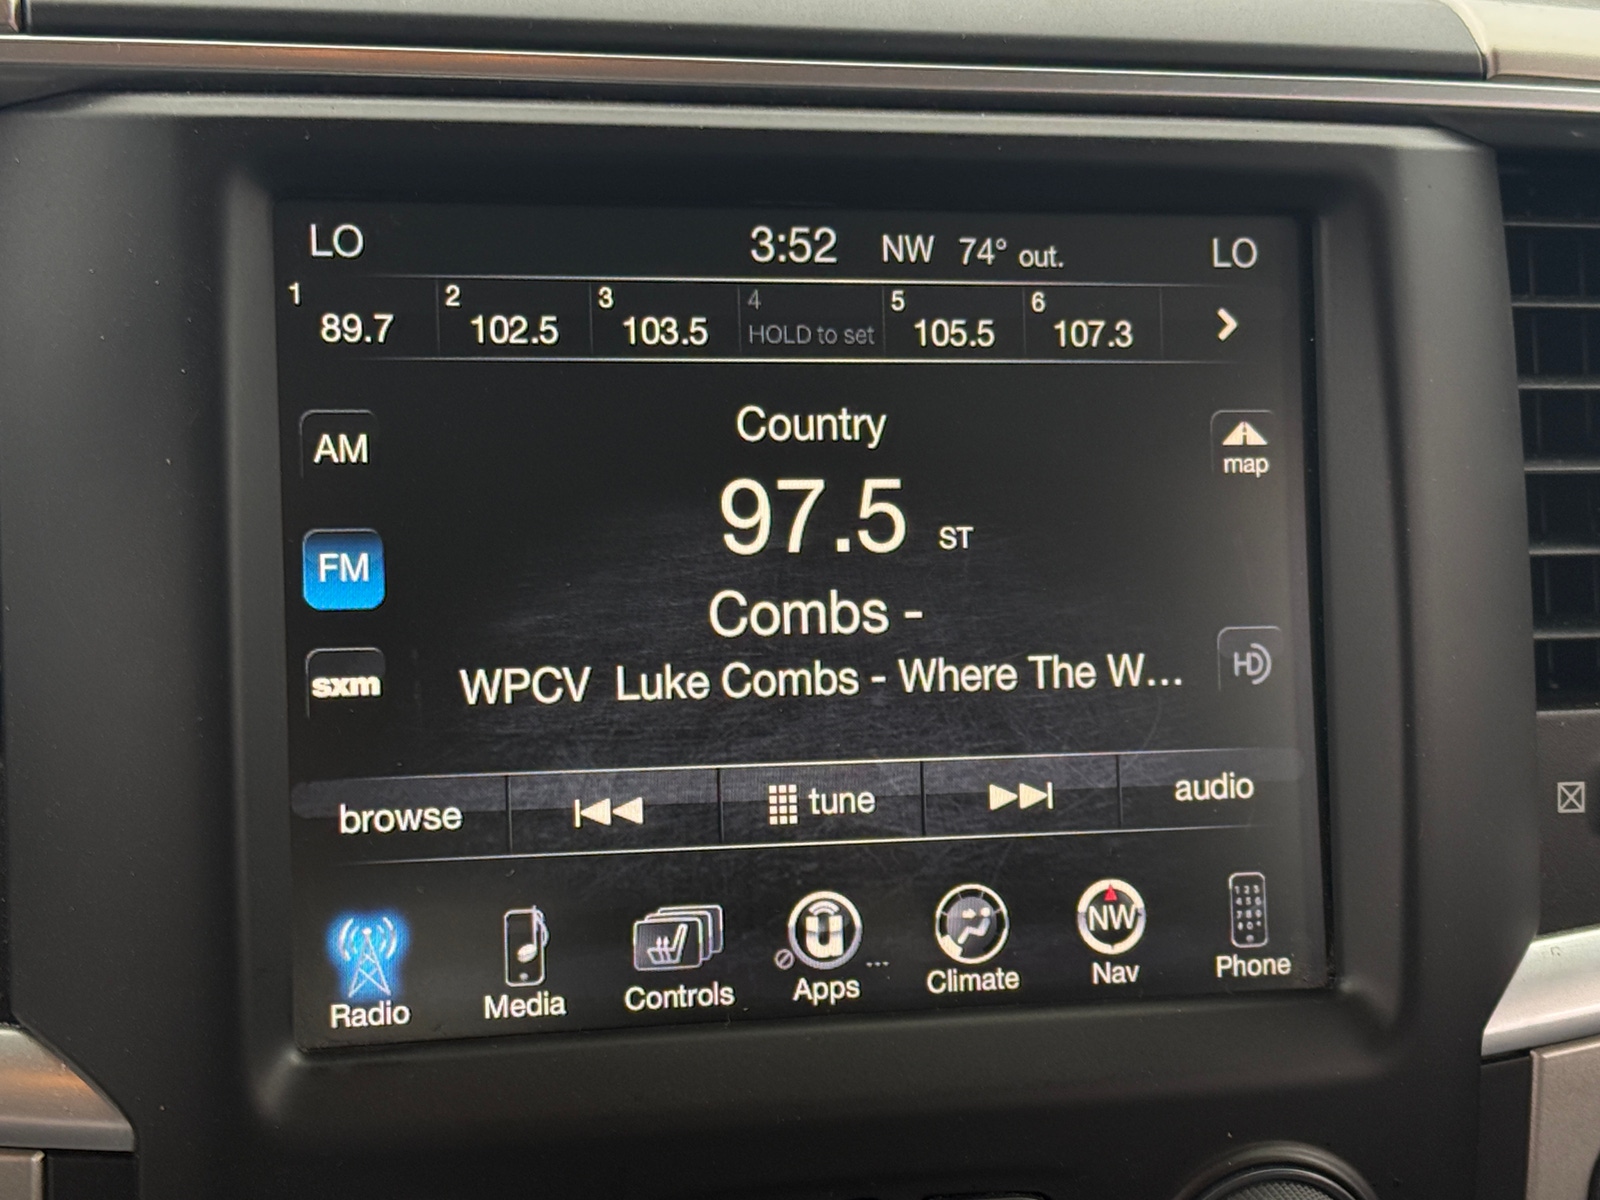 LO 3:52 NW 74° out. LO
1 89.7 2 102.5 3 103.5 4 HOLD to set 5 105.5 6 107.3
Country
AM
map
97.5 ST
FM
Combs -
HD
sxm
WPCV Luke Combs - Where The W...
browse tune audio
NW
Radio Media Controls Apps ... Climate Nav Phone